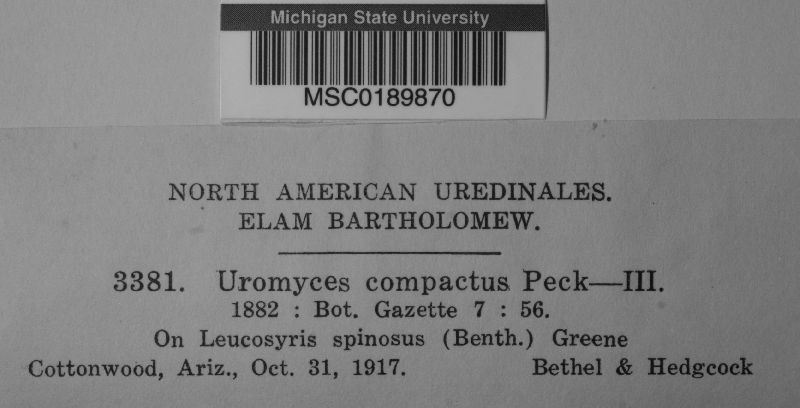 Michigan State University
MSC0189870
NORTH AMERICAN UREDINALES.
ELAM BARTHOLOMEW.
3381. Uromyces compactus Peck—III.
1882 : Bot. Gazette 7 : 56.
On Leucosyris spinosus (Benth.) Greene
Cottonwood, Ariz., Oct. 31, 1917. Bethel & Hedgcock